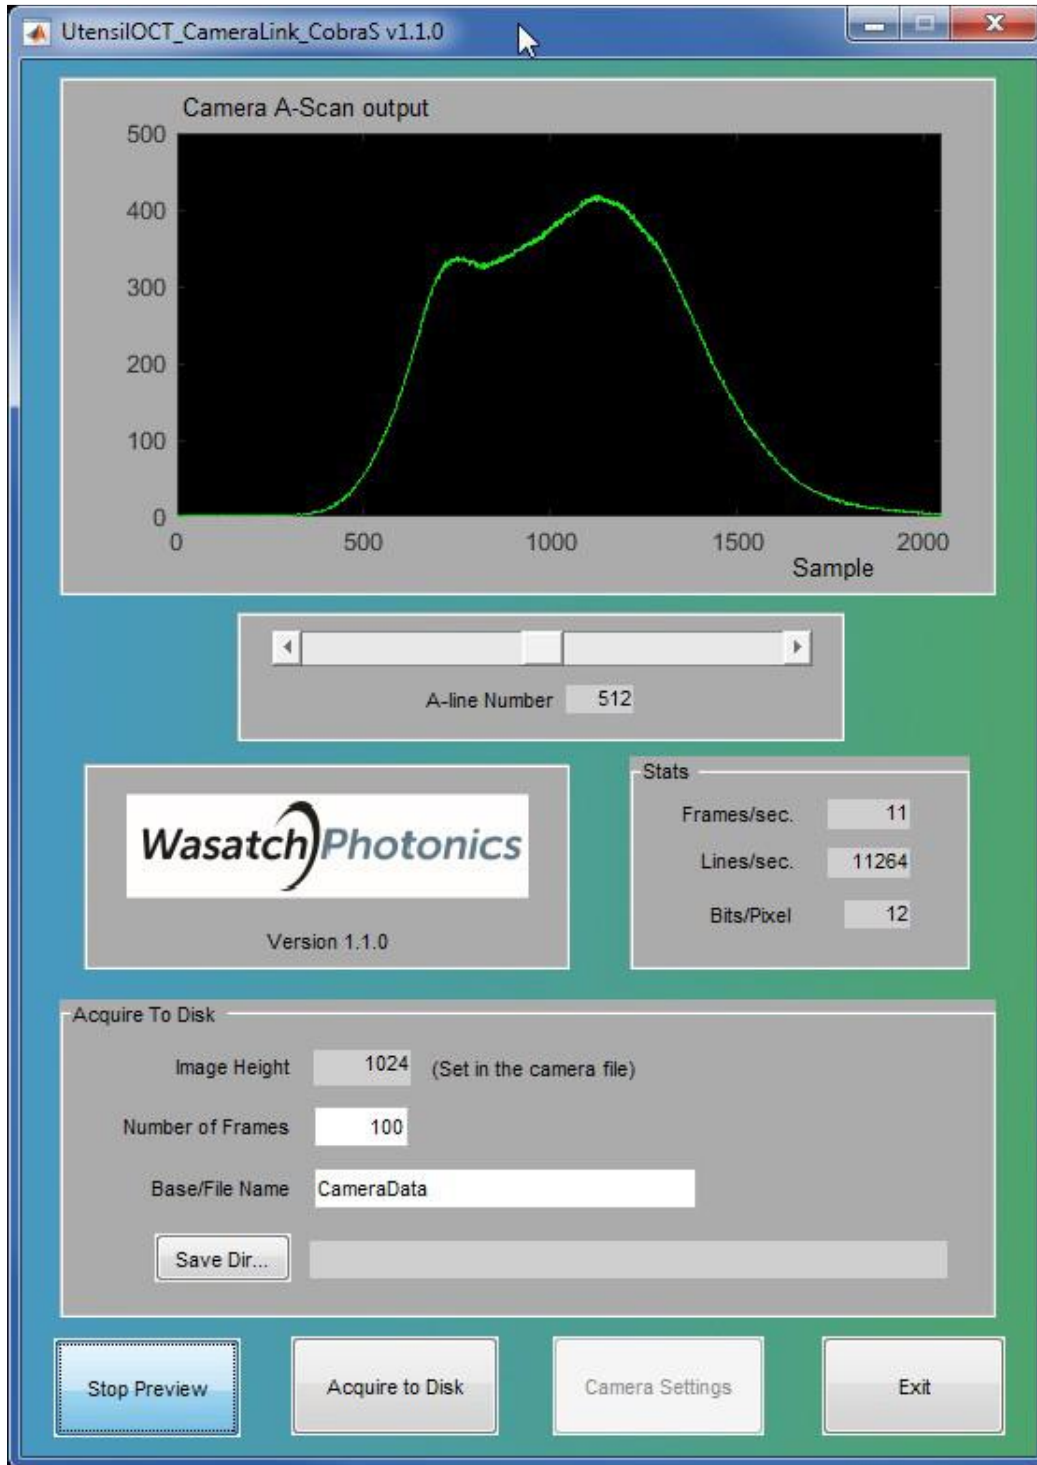 UtensilOCT_CameraLink_CobraS v1.1.0
Camera A-Scan output
500
400
300
200
100
0
0 500 1000 1500 2000
Sample
A-line Number 512
WasatchPhotonics
Version 1.1.0
Stats
Frames/sec. 11
Lines/sec. 11264
Bits/Pixel 12
Acquire To Disk
Image Height 1024 (Set in the camera file)
Number of Frames 100
Base/File Name CameraData
Save Dir...
Stop Preview Acquire to Disk Camera Settings Exit